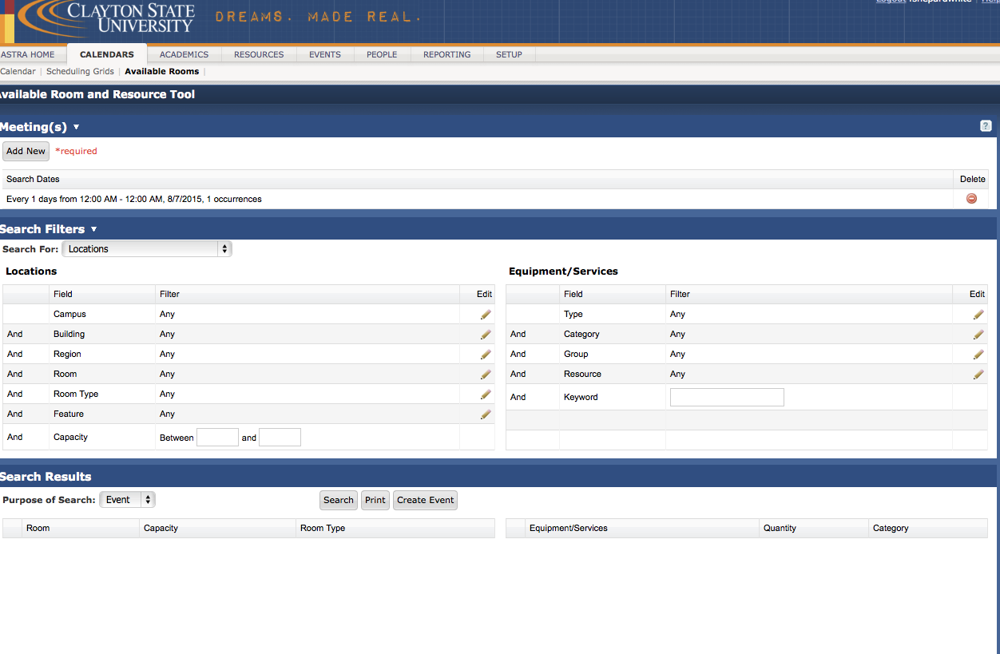 Logout
Help
CLAYTON STATE
UNIVERSITY
DREAMS. MADE REAL.
ASTRA HOME CALENDARS ACADEMICS RESOURCES EVENTS PEOPLE REPORTING SETUP
Calendar | Scheduling Grids | Available Rooms |
vailable Room and Resource Tool
Meeting(s) ▼ ?
Add New *required
Search Dates Delete
Every 1 days from 12:00 AM - 12:00 AM, 8/7/2015, 1 occurrences
Search Filters ▼
Search For: Locations
Locations
Field Filter Edit
Campus Any
And Building Any
And Region Any
And Room Any
And Room Type Any
And Feature Any
And Capacity Between and
Equipment/Services
Field Filter Edit
Type Any
And Category Any
And Group Any
And Resource Any
And Keyword
Search Results
Purpose of Search: Event Search Print Create Event
Room Capacity Room Type
Equipment/Services Quantity Category